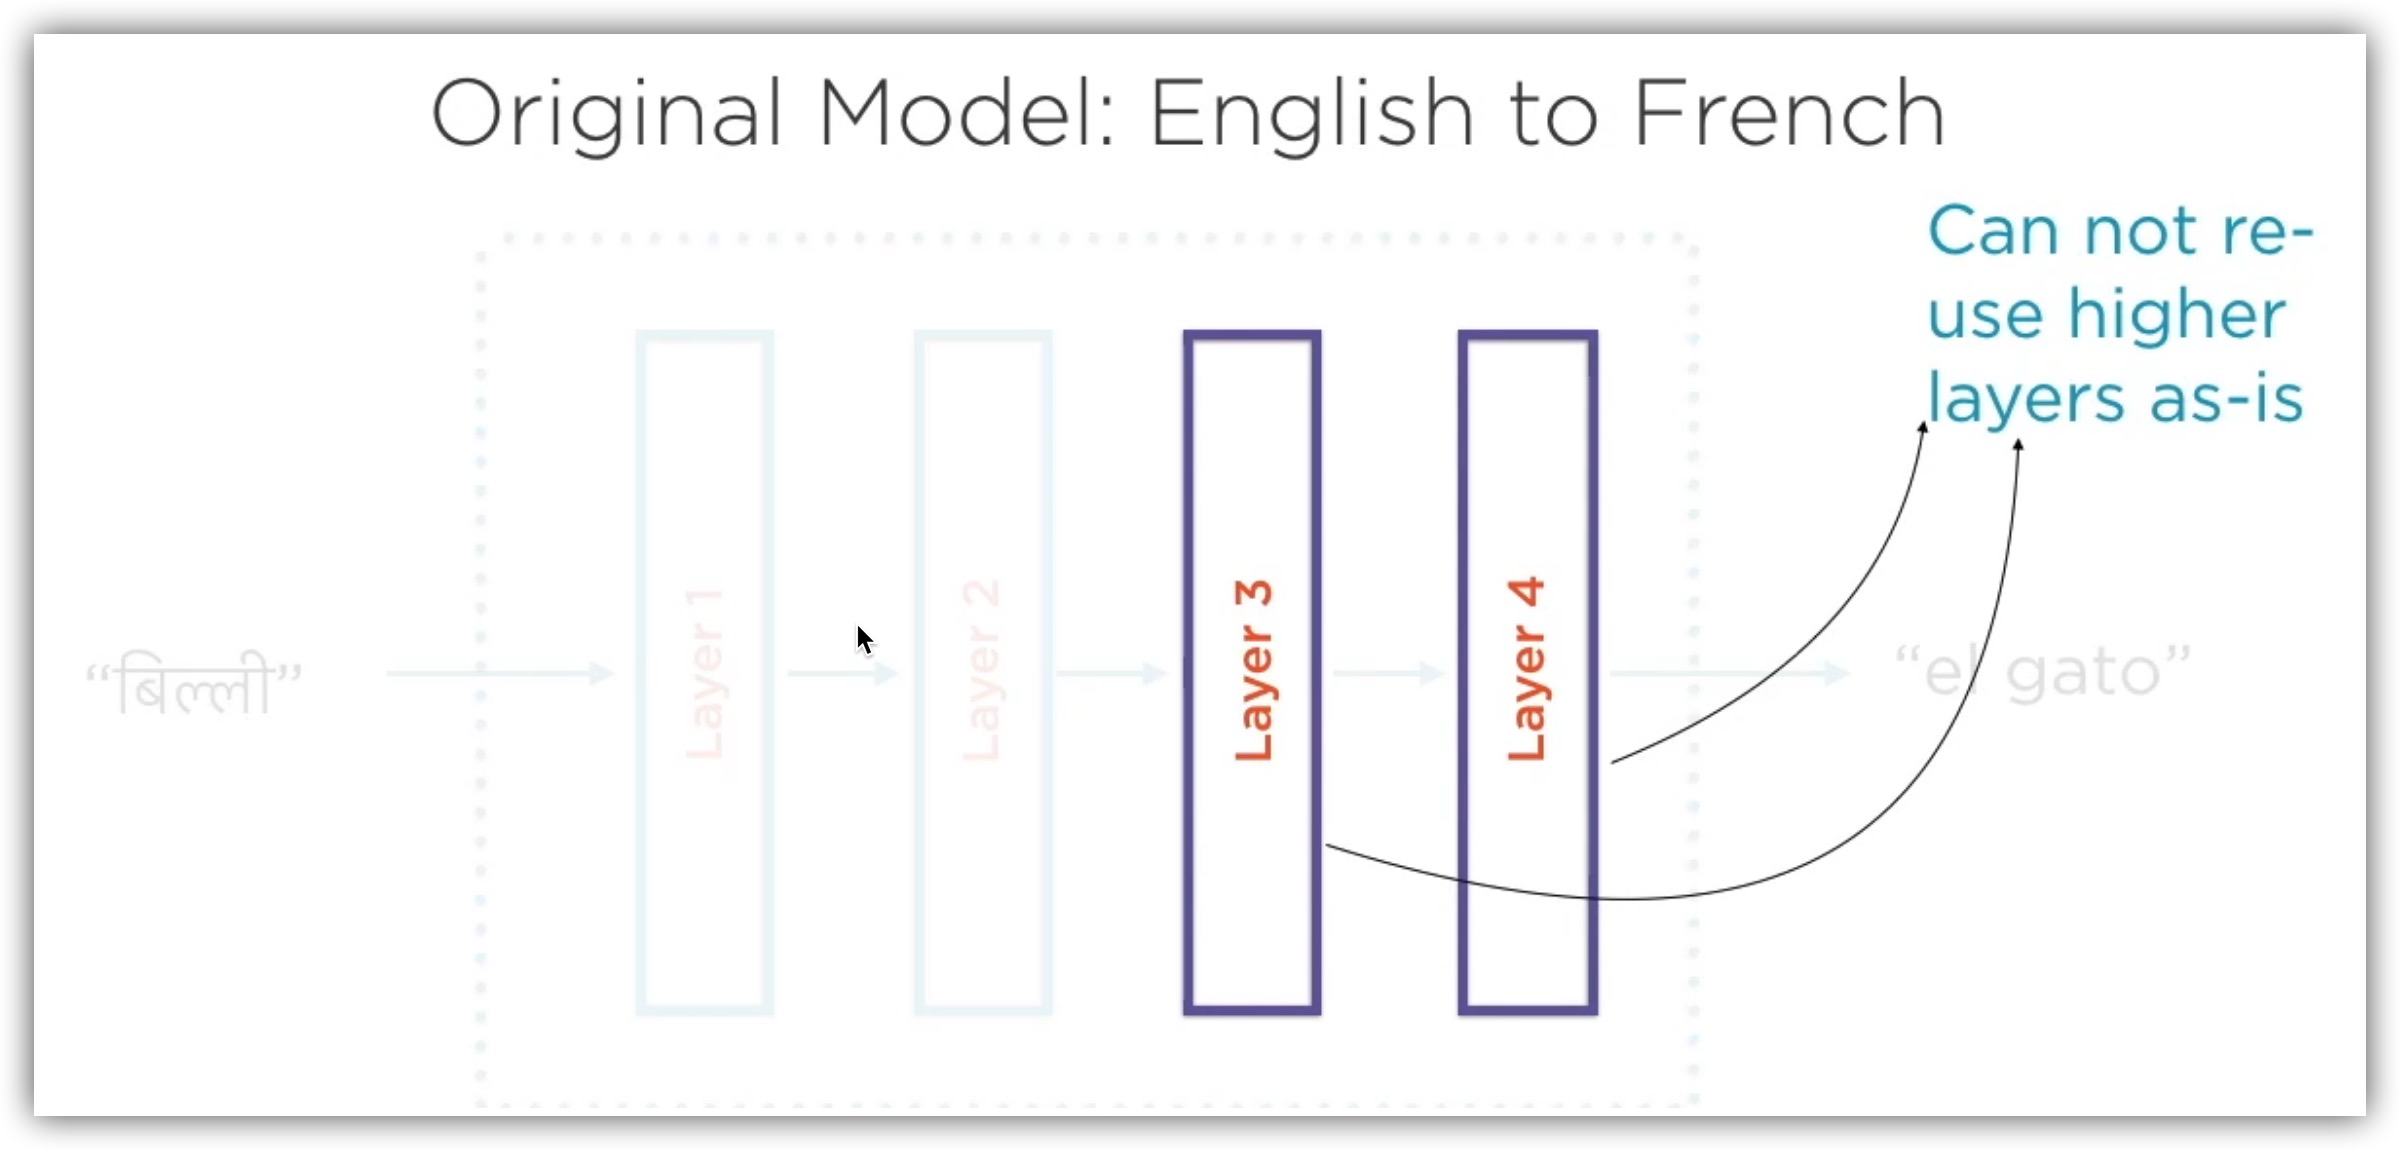 Original Model: English to French
Can not re-
use higher
layers as-is
“बिल्ली”
Layer 1
Layer 2
Layer 3
Layer 4
“el gato”